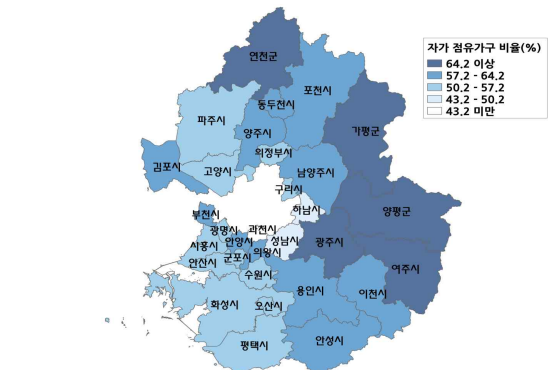 자가 점유가구 비율(%)
64.2 이상
57.2 - 64.2
50.2 - 57.2
43.2 - 50.2
43.2 미만
연천군
포천시
동두천시
파주시
양주시
가평군
의정부시
김포시
고양시
남양주시
구리시
부천시
하남시
양평군
광명시
과천시
시흥시
안양시
성남시
광주시
의왕시
안산시
군포시
여주시
수원시
용인시
이천시
화성시
오산시
평택시
안성시